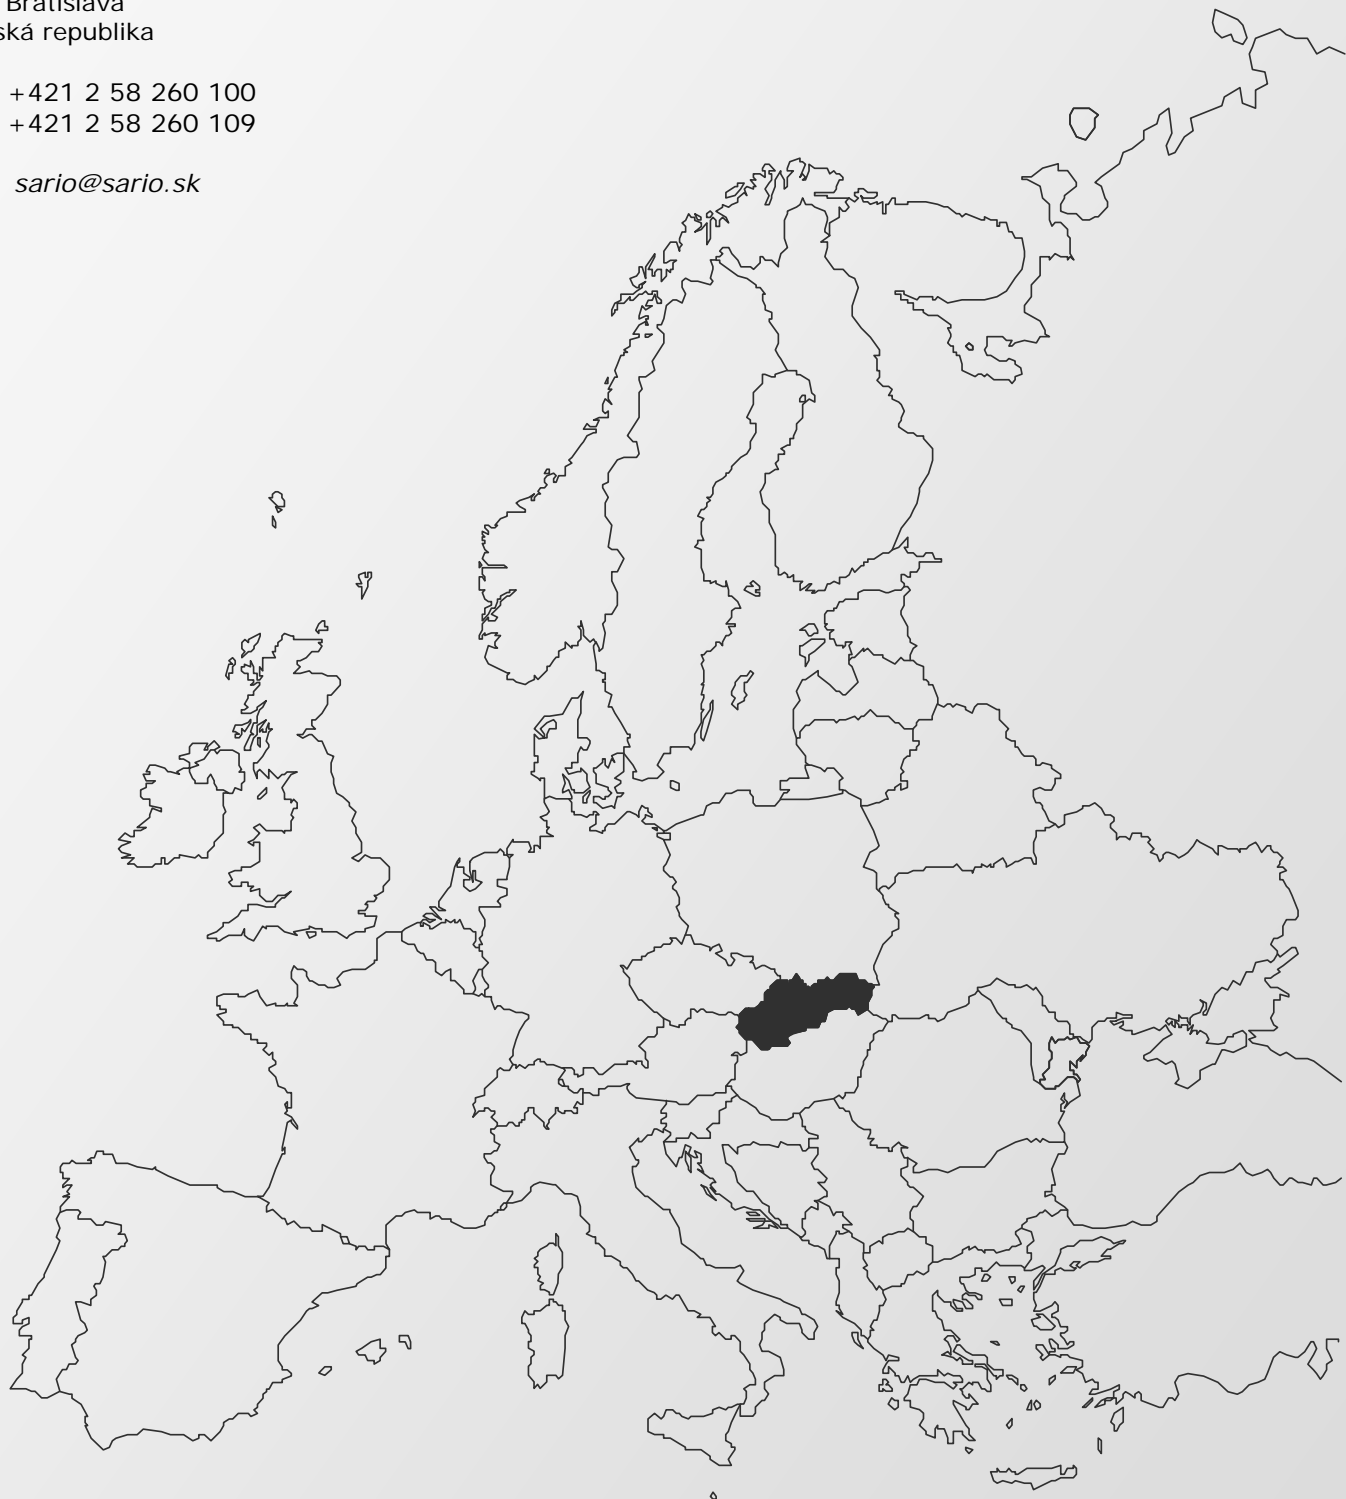 Bratislava
ská republika
+421 2 58 260 100
+421 2 58 260 109
sario@sario.sk